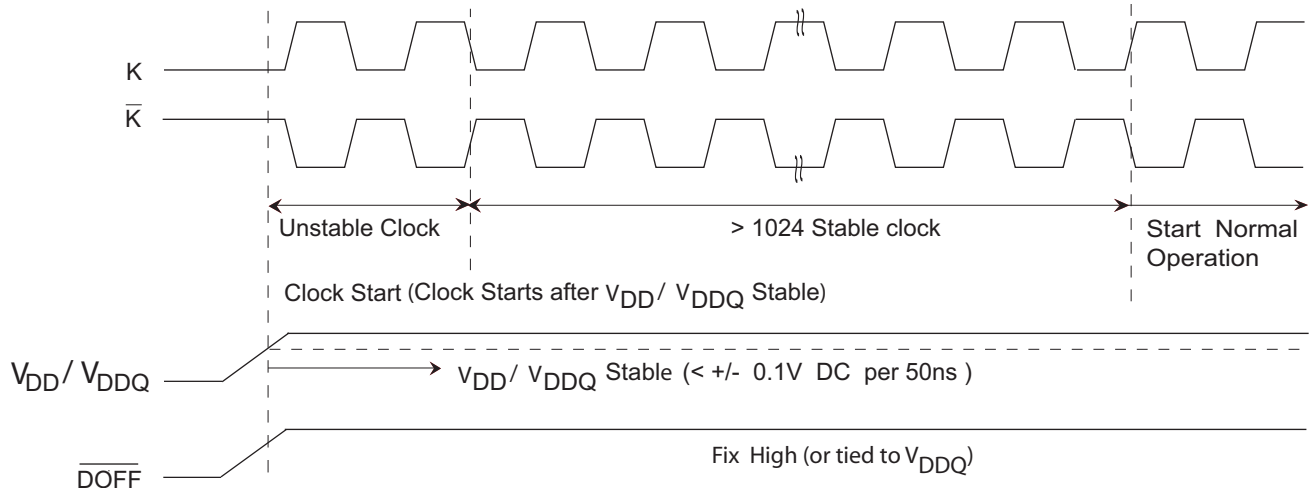 K
K̅
Unstable Clock
> 1024 Stable clock
Start Normal
Operation
Clock Start (Clock Starts after VDD / VDDQ Stable)
VDD / VDDQ
VDD / VDDQ Stable (< +/- 0.1V DC per 50ns )
Fix High (or tied to VDDQ)
D̅O̅F̅F̅